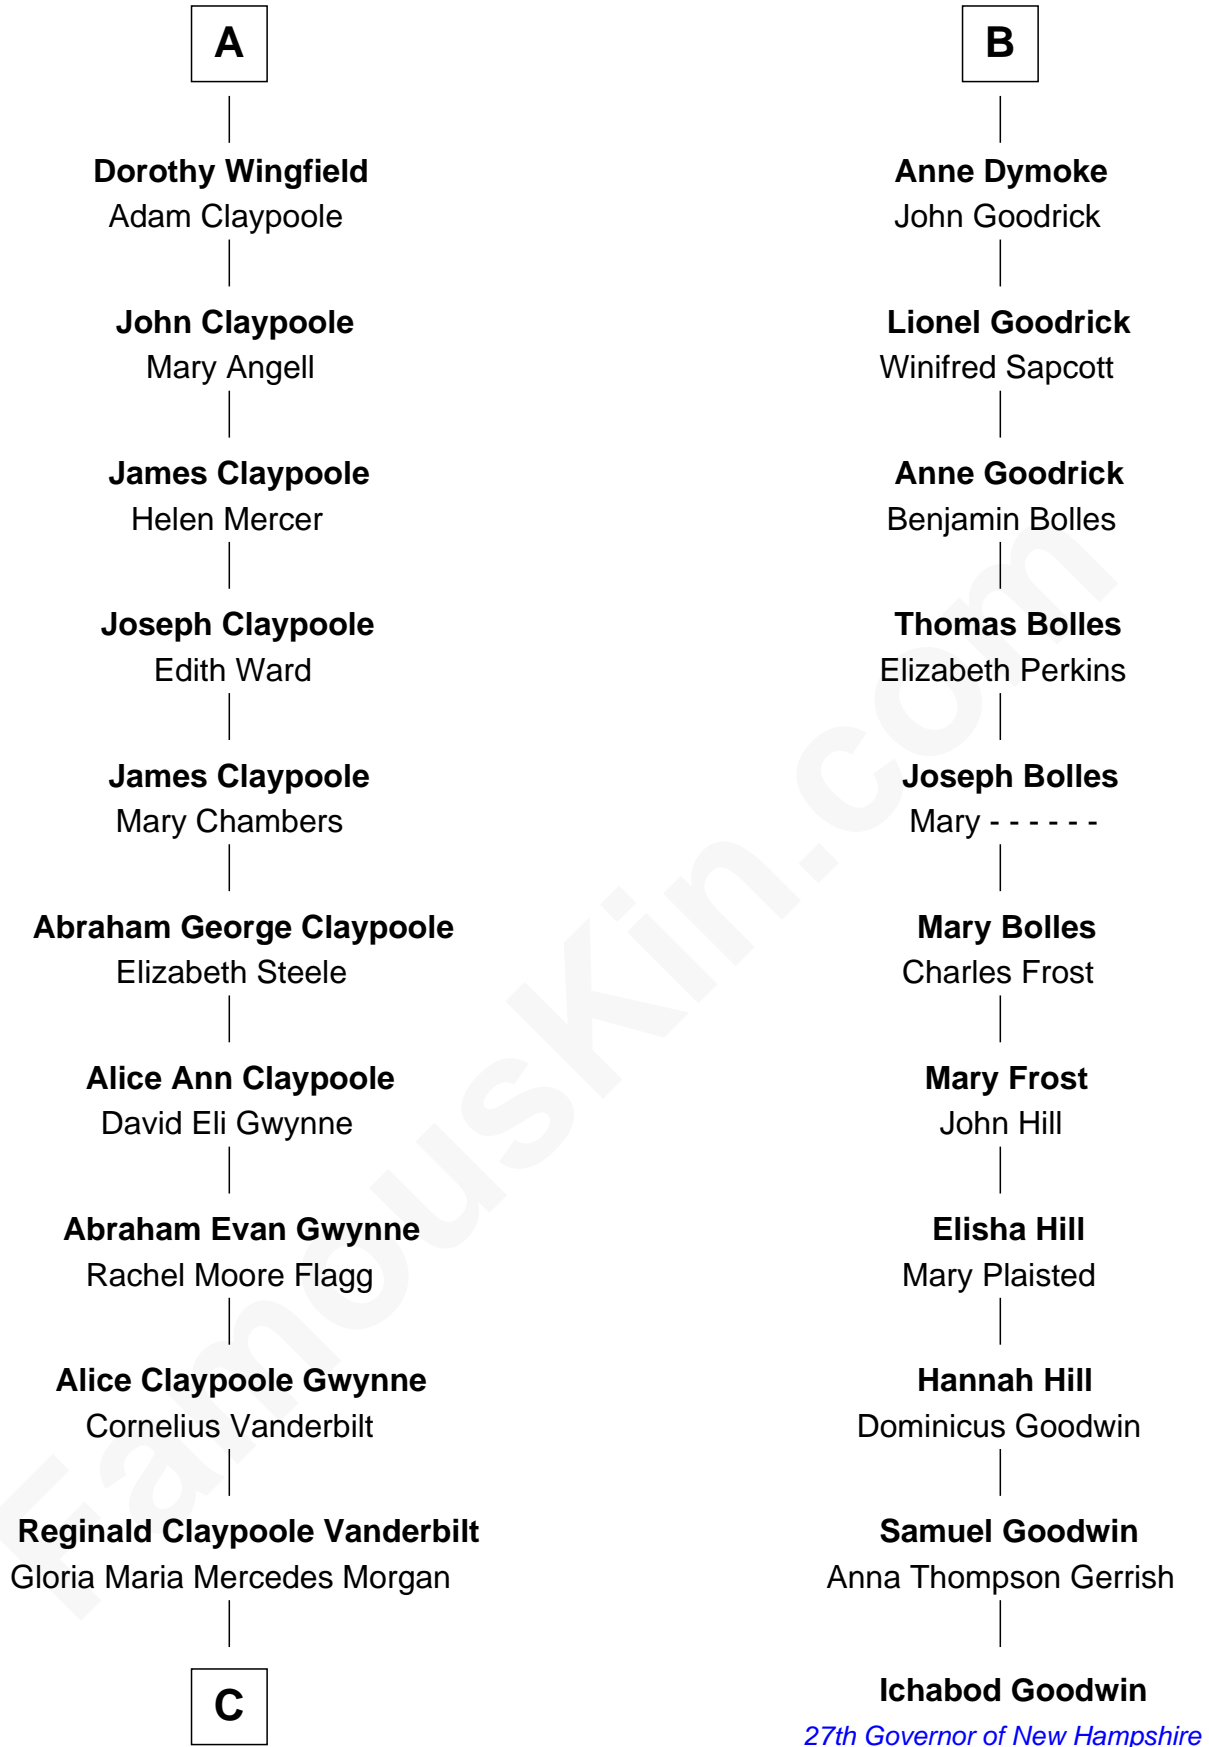 A
Dorothy Wingfield
Adam Claypoole
John Claypoole
Mary Angell
James Claypoole
Helen Mercer
Joseph Claypoole
Edith Ward
James Claypoole
Mary Chambers
Abraham George Claypoole
Elizabeth Steele
Alice Ann Claypoole
David Eli Gwynne
Abraham Evan Gwynne
Rachel Moore Flagg
Alice Claypoole Gwynne
Cornelius Vanderbilt
Reginald Claypoole Vanderbilt
Gloria Maria Mercedes Morgan
C
B
Anne Dymoke
John Goodrick
Lionel Goodrick
Winifred Sapcott
Anne Goodrick
Benjamin Bolles
Thomas Bolles
Elizabeth Perkins
Joseph Bolles
Mary - - - - - -
Mary Bolles
Charles Frost
Mary Frost
John Hill
Elisha Hill
Mary Plaisted
Hannah Hill
Dominicus Goodwin
Samuel Goodwin
Anna Thompson Gerrish
Ichabod Goodwin
27th Governor of New Hampshire
FamousKin.com